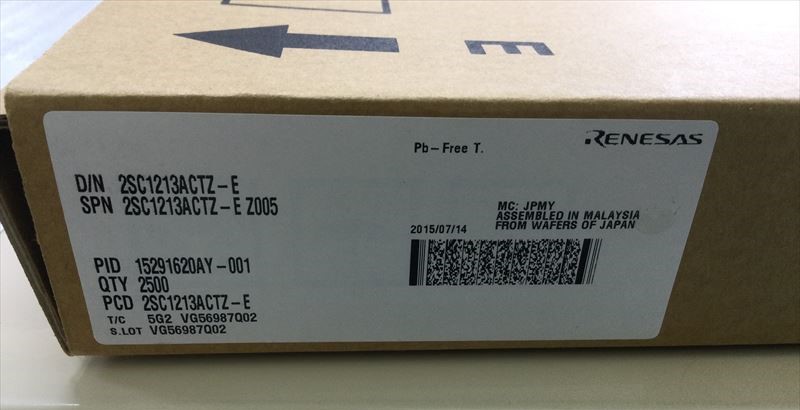 E
RENESAS
Pb-Free T.
D/N 2SC1213ACTZ-E
SPN 2SC1213ACTZ-E Z005
MC: JPMY
ASSEMBLED IN MALAYSIA
FROM WAFERS OF JAPAN
2015/07/14
PID 15291620AY-001
QTY 2500
PCD 2SC1213ACTZ-E
T/C 5G2 VG56987Q02
S.LOT VG56987Q02